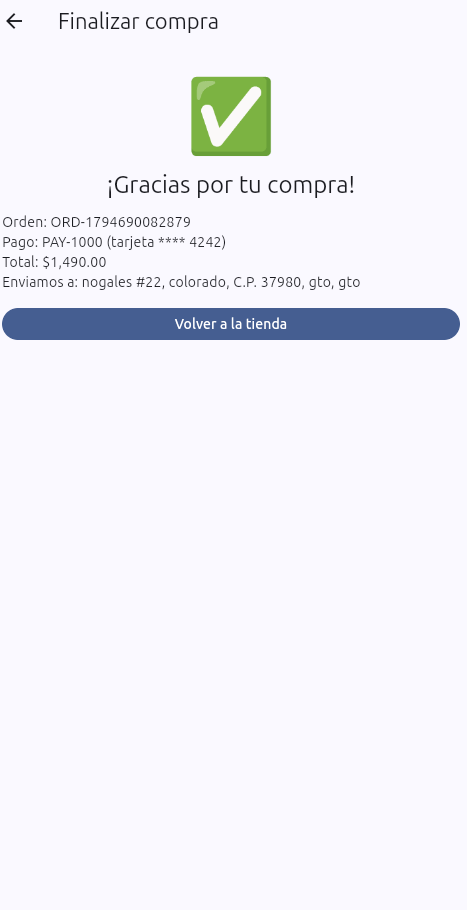 Finalizar compra
¡Gracias por tu compra!
Orden: ORD-1794690082879
Pago: PAY-1000 (tarjeta **** 4242)
Total: $1,490.00
Enviamos a: nogales #22, colorado, C.P. 37980, gto, gto
Volver a la tienda